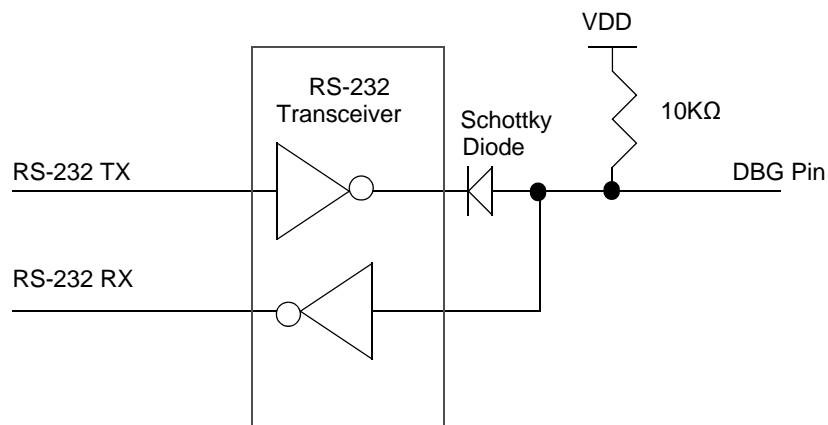 VDD
RS-232
Transceiver
Schottky
Diode
10KΩ
RS-232 TX
DBG Pin
RS-232 RX